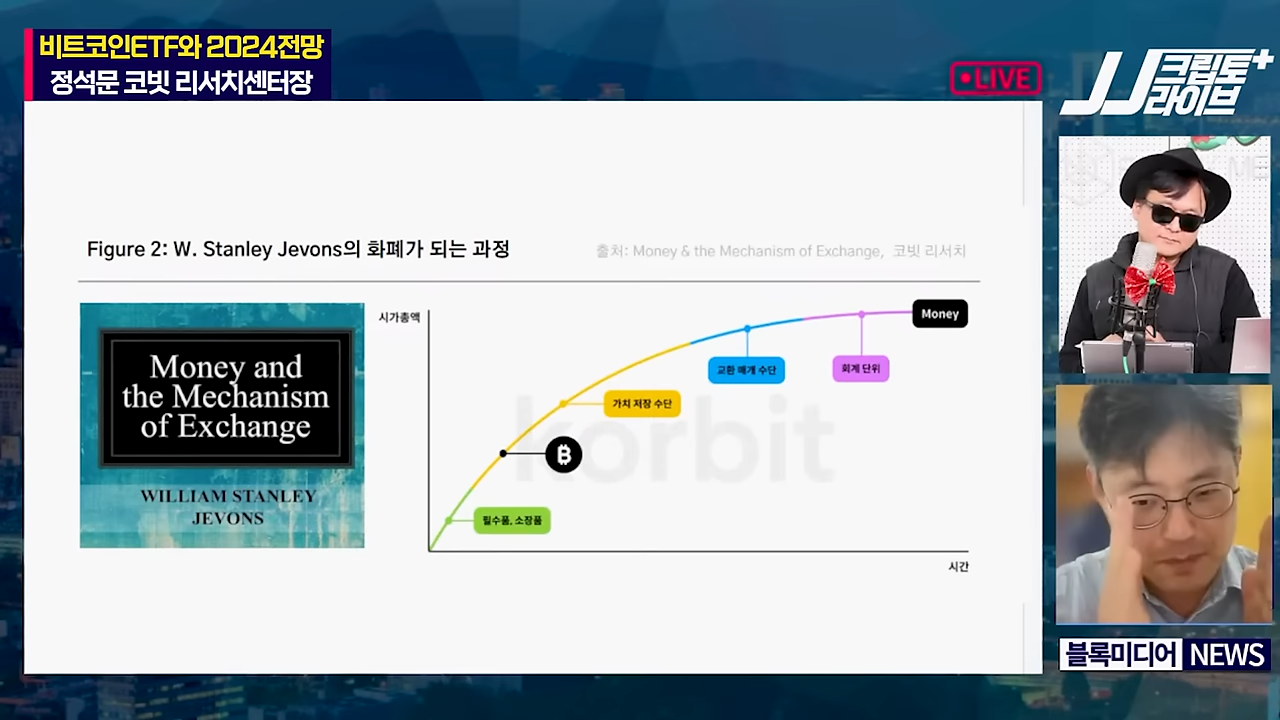 비트코인ETF와 2024전망
정석문 코빗 리서치센터장
LIVE
JJ 크립토+
라이브
Figure 2: W. Stanley Jevons의 화폐가 되는 과정
출처: Money & the Mechanism of Exchange, 코빗 리서치
Money and
the Mechanism
of Exchange
WILLIAM STANLEY
JEVONS
시가총액
Money
교환 매개 수단
회계 단위
가치 저장 수단
₿
필수품, 소장품
시간
korbit
블록미디어 NEWS